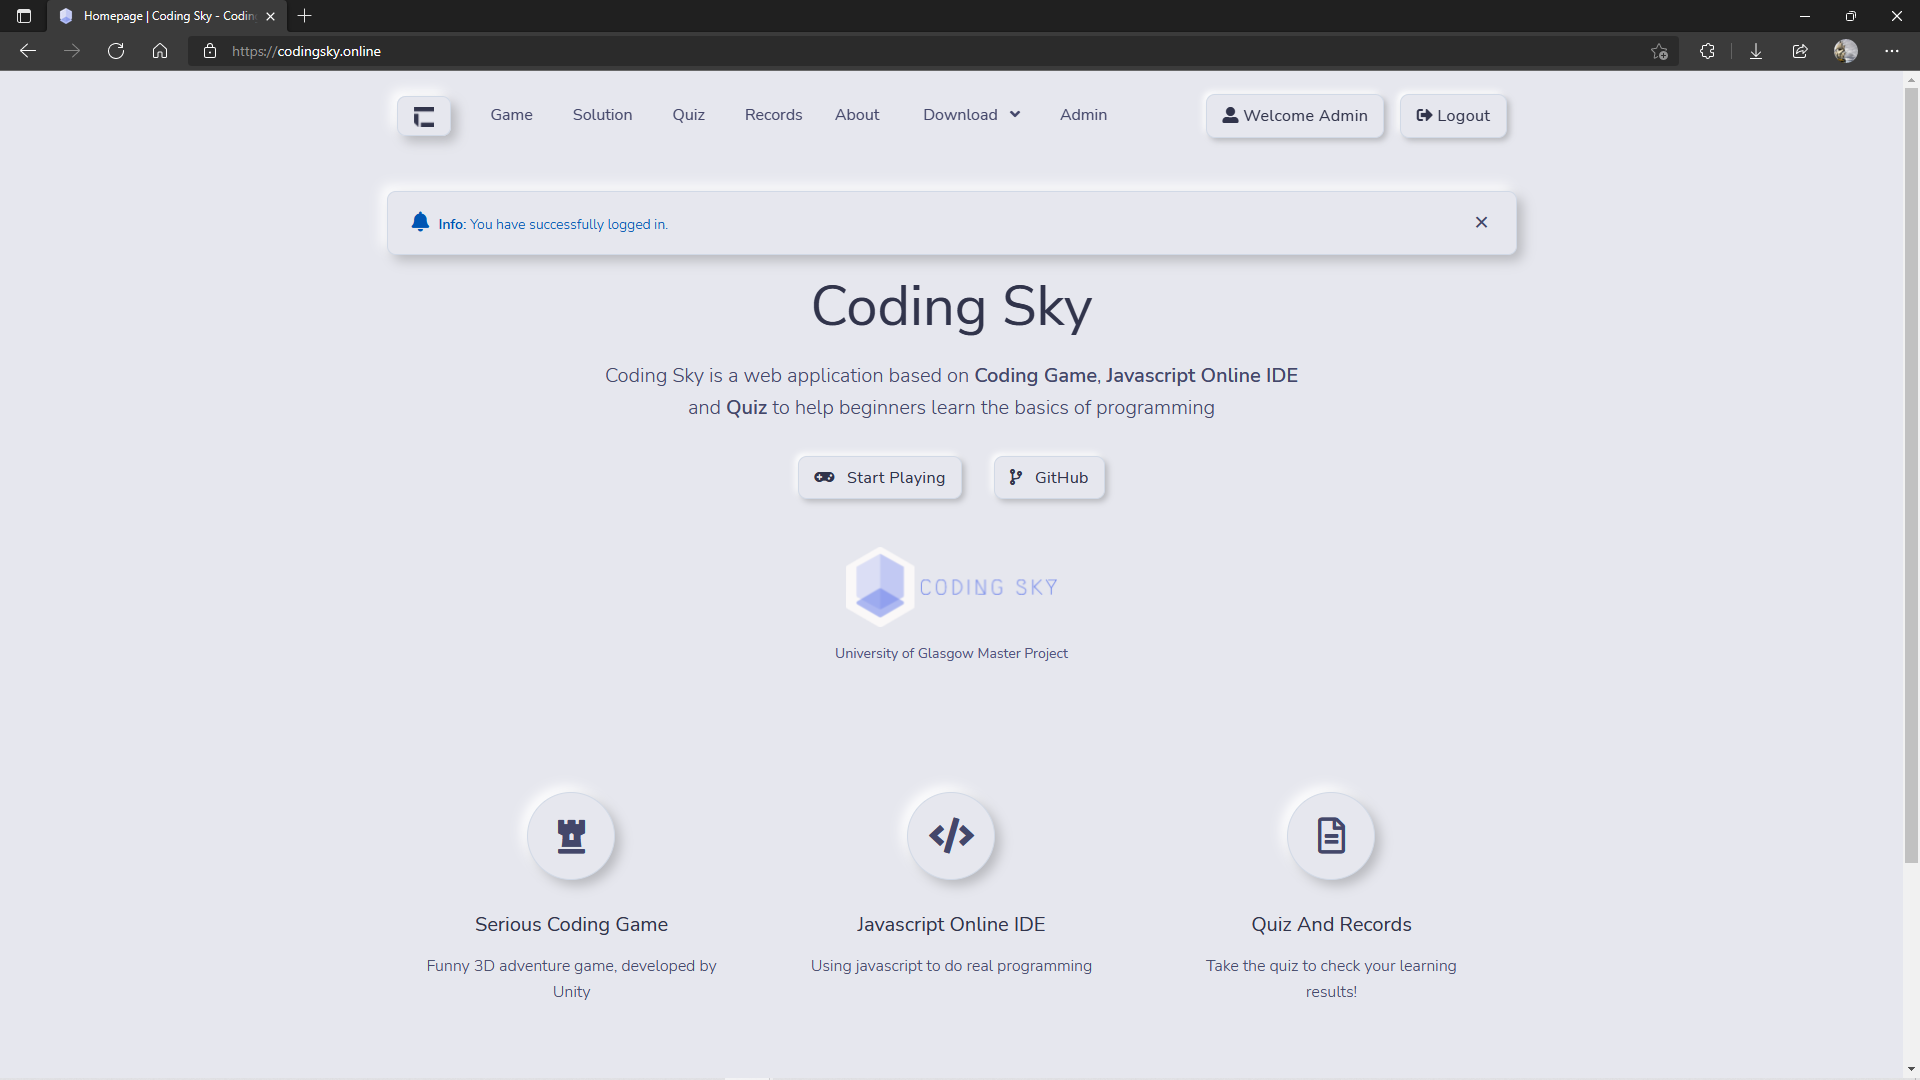 Homepage | Coding Sky - Codin
https://codingsky.online
Game Solution Quiz Records About Download Admin Welcome Admin Logout
Info: You have successfully logged in.
Coding Sky
Coding Sky is a web application based on Coding Game, Javascript Online IDE
and Quiz to help beginners learn the basics of programming
Start Playing GitHub
CODING SKY
University of Glasgow Master Project
Serious Coding Game
Funny 3D adventure game, developed by
Unity
Javascript Online IDE
Using javascript to do real programming
Quiz And Records
Take the quiz to check your learning
results!